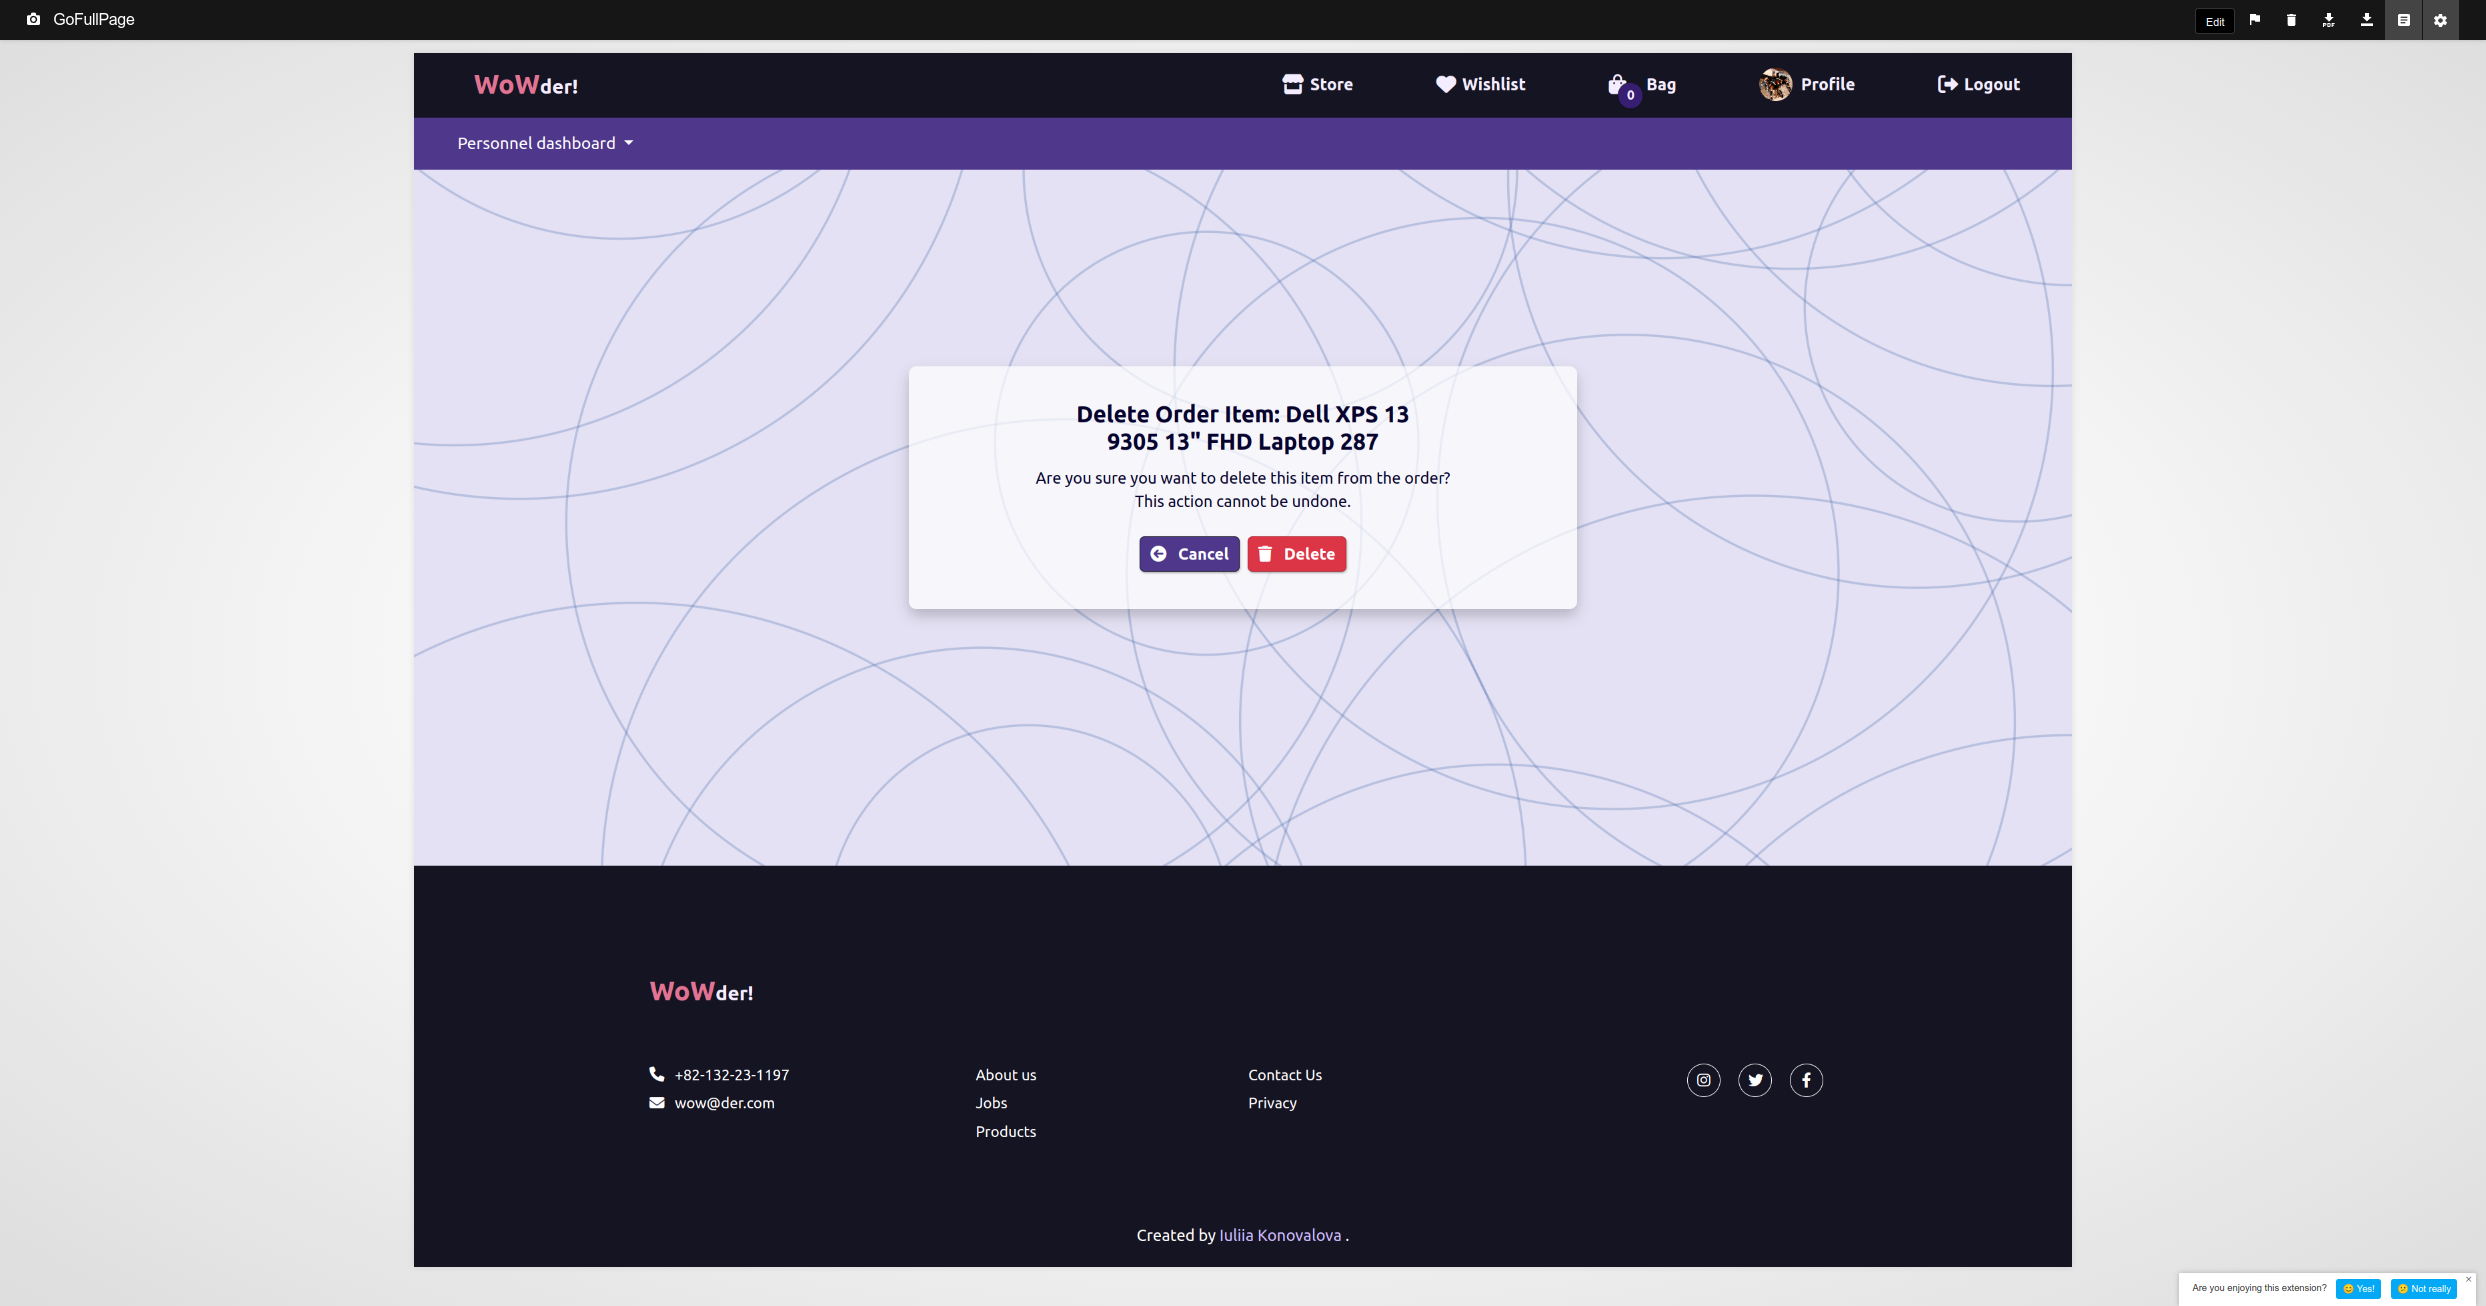 GoFullPage
Edit
PDF
WoWder!
Store
Wishlist
0
Bag
Profile
Logout
Personnel dashboard
Delete Order Item: Dell XPS 13
9305 13" FHD Laptop 287
Are you sure you want to delete this item from the order?
This action cannot be undone.
Cancel
Delete
WoWder!
+82-132-23-1197
wow@der.com
About us
Jobs
Products
Contact Us
Privacy
Created by Iuliia Konovalova .
Are you enjoying this extension?
Yes!
Not really